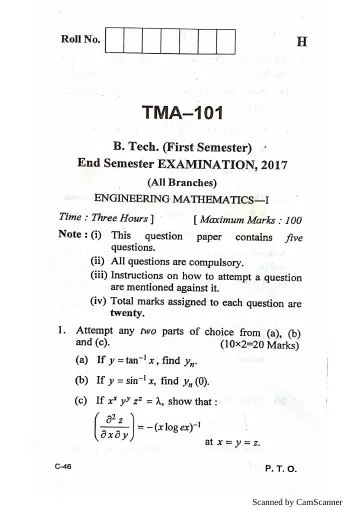 Roll No.
H
TMA–101
B. Tech. (First Semester)
End Semester EXAMINATION, 2017
(All Branches)
ENGINEERING MATHEMATICS—I
Time : Three Hours ] [ Maximum Marks : 100
Note : (i) This question paper contains five
questions.
(ii) All questions are compulsory.
(iii) Instructions on how to attempt a question
are mentioned against it.
(iv) Total marks assigned to each question are
twenty.
1. Attempt any two parts of choice from (a), (b)
and (c). (10×2=20 Marks)
(a) If y = tan⁻¹ x, find yₙ.
(b) If y = sin⁻¹ x, find yₙ (0).
(c) If xˣ yʸ zᶻ = λ, show that :
(∂² z / ∂x ∂y) = –(x log ex)⁻¹
at x = y = z.
C-46 P. T. O.
Scanned by CamScanner